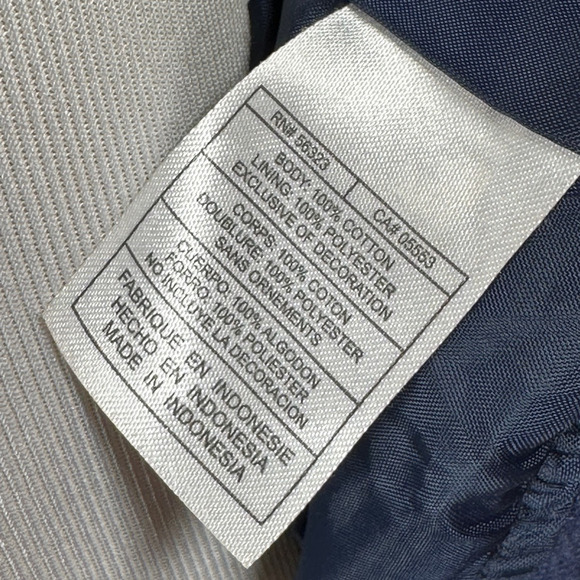 RN# 56323 CA# 05553
BODY: 100% COTTON
LINING: 100% POLYESTER
EXCLUSIVE OF DECORATION
CORPS: 100% COTON
DOUBLURE: 100% POLYESTER
SANS ORNEMENTS
CUERPO: 100% ALGODON
FORRO: 100% POLIESTER
NO INCLUYE LA DECORACION
FABRIQUE EN INDONESIE
HECHO EN INDONESIA
MADE IN INDONESIA